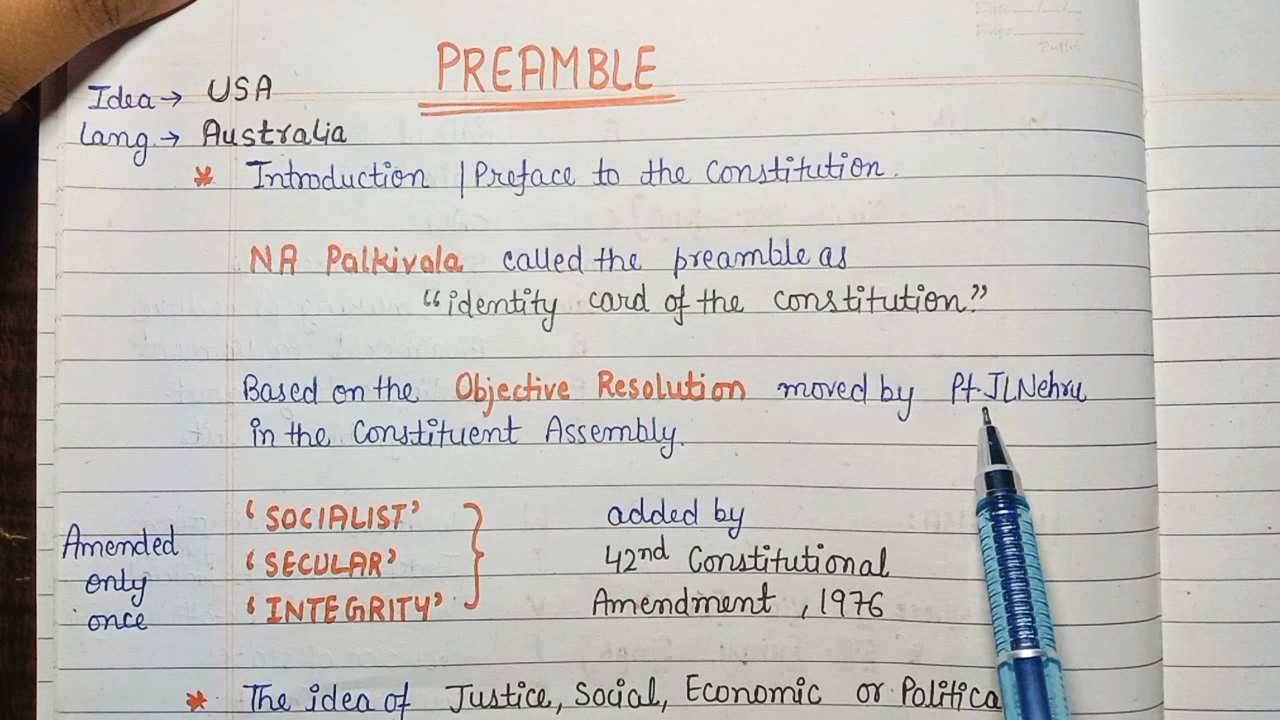 PREAMBLE
Idea → USA
Lang → Australia
* Introduction | Preface to the Constitution.
NA Palkivala called the preamble as
“identity card of the constitution.”
Based on the Objective Resolution moved by Pt. JL Nehru
in the Constituent Assembly.
‘SOCIALIST’ added by
Amended ‘SECULAR’ 42nd Constitutional
only ‘INTEGRITY’ Amendment, 1976
once
* The idea of Justice, Social, Economic or Politica